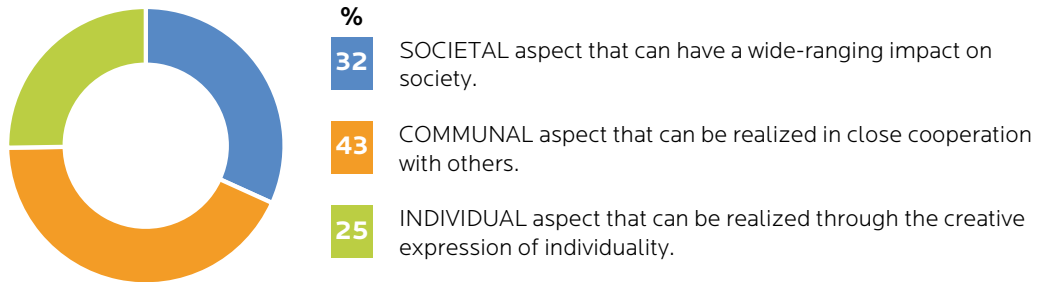 %
32
SOCIETAL aspect that can have a wide-ranging impact on
society.
43
COMMUNAL aspect that can be realized in close cooperation
with others.
25
INDIVIDUAL aspect that can be realized through the creative
expression of individuality.